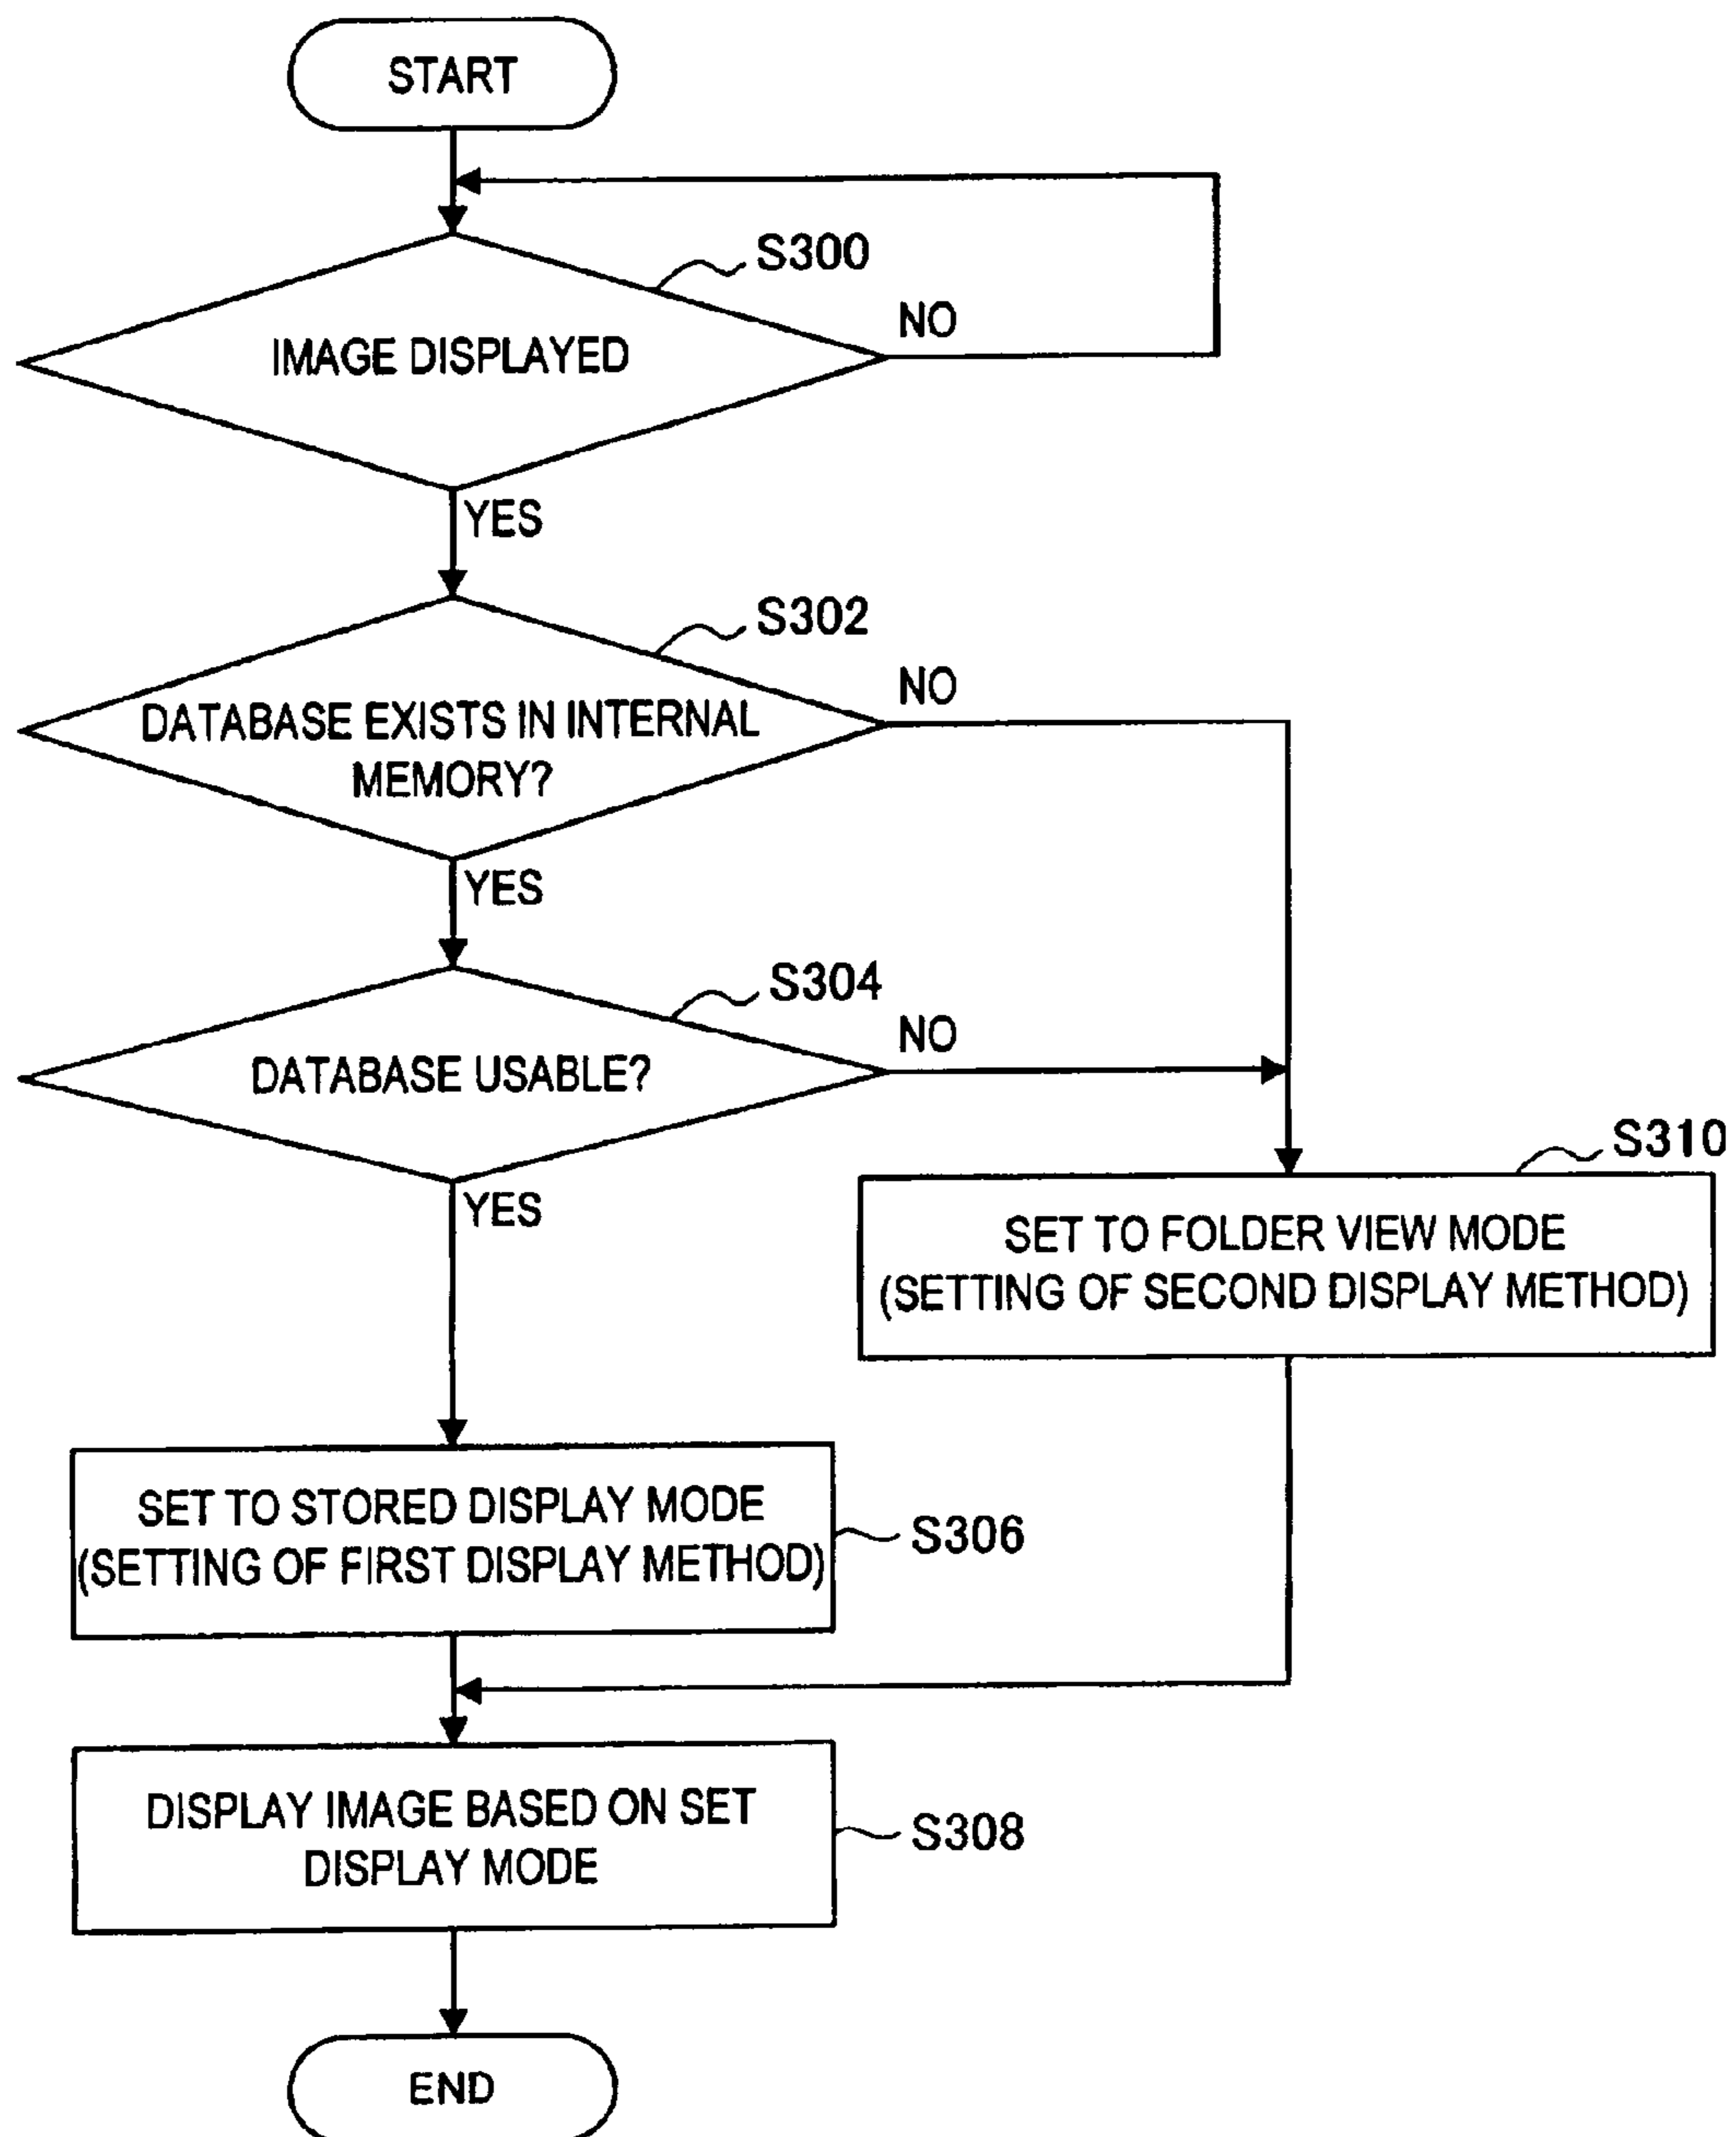 START
S300
NO
IMAGE DISPLAYED
YES
S302
NO
DATABASE EXISTS IN INTERNAL
MEMORY?
YES
S304
NO
DATABASE USABLE?
YES
S310
SET TO FOLDER VIEW MODE
(SETTING OF SECOND DISPLAY METHOD)
SET TO STORED DISPLAY MODE
(SETTING OF FIRST DISPLAY METHOD)
S306
DISPLAY IMAGE BASED ON SET
DISPLAY MODE
S308
END